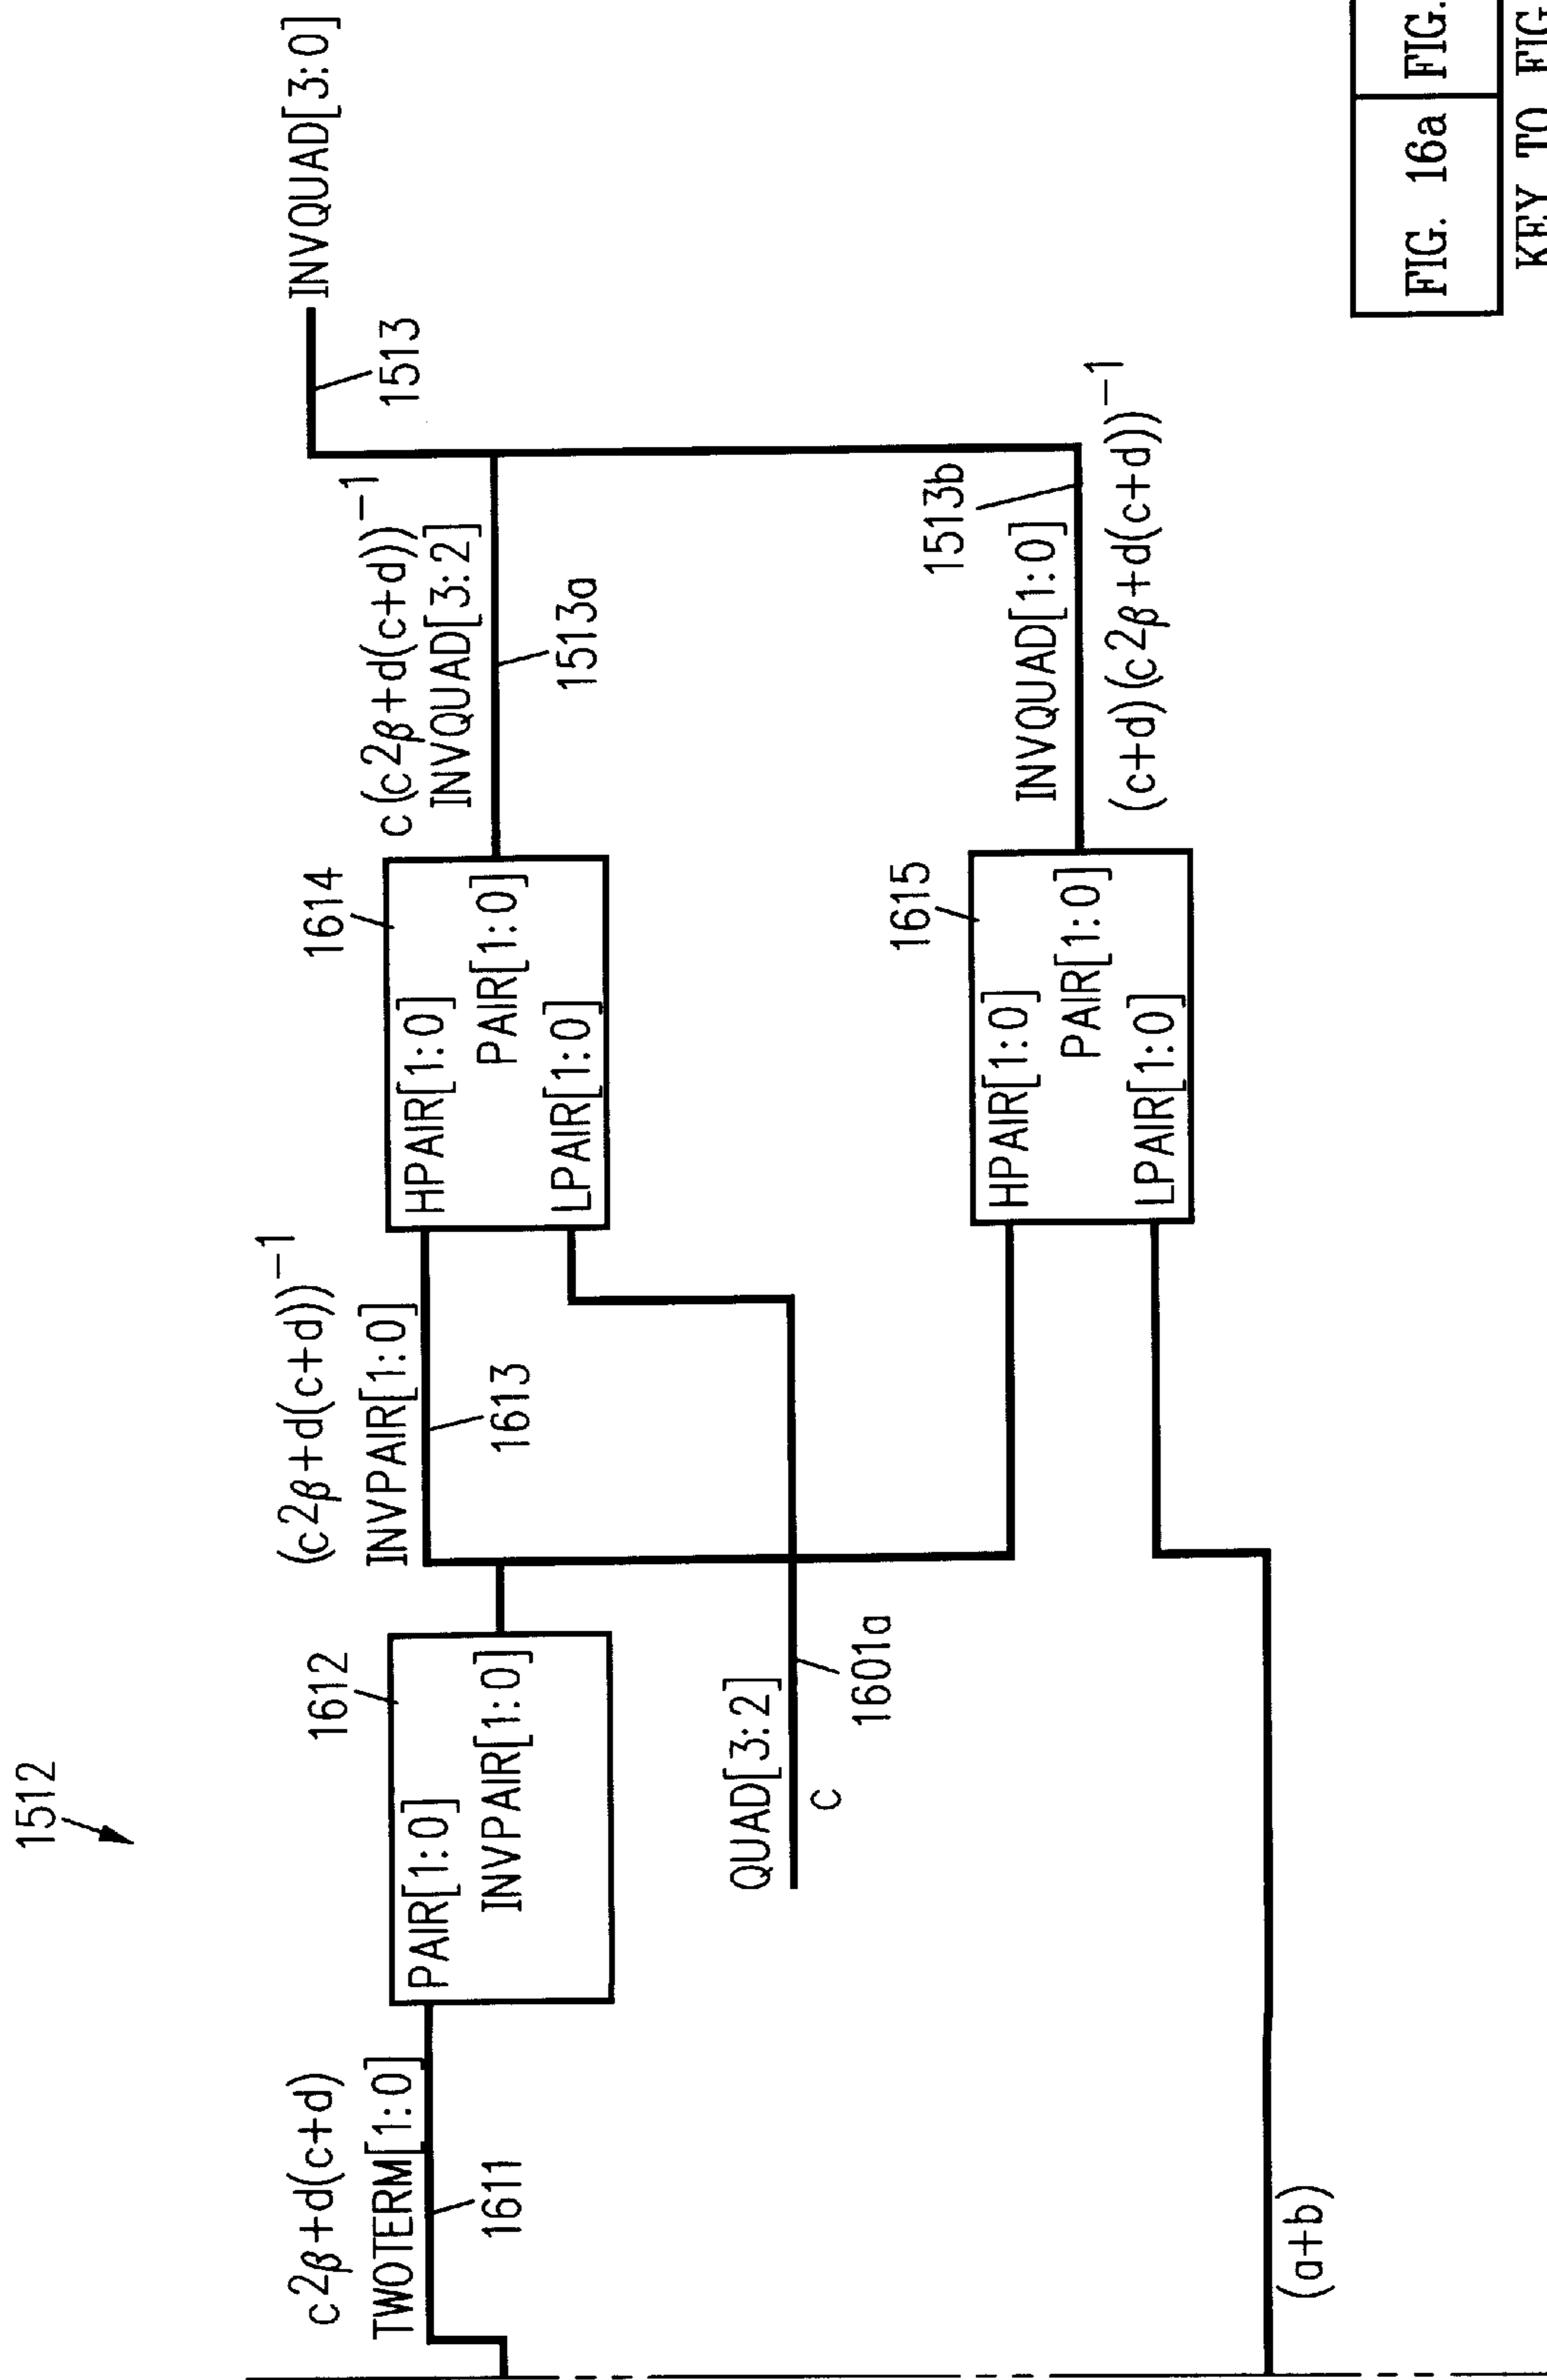 1512
c²β+d(c+d)
TWOTERM[1:0]
1611
1612
PAIR[1:0]
INVPAIR[1:0]
(c²β+d(c+d))⁻¹
INVPAIR[1:0]
1613
QUAD[3:2]
c
1601a
1614
HPAIR[1:0]
PAIR[1:0]
LPAIR[1:0]
c(c²β+d(c+d))⁻¹
INVQUAD[3:2]
1513a
1513
INVQUAD[3:0]
1615
HPAIR[1:0]
PAIR[1:0]
LPAIR[1:0]
1513b
INVQUAD[1:0]
(c+d)(c²β+d(c+d))⁻¹
(a+b)
FIG. 16a
FIG.
KEY TO FIG